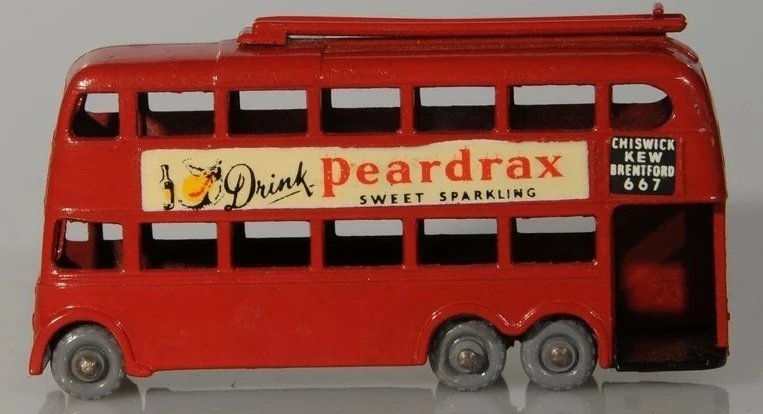 Drink peardrax
SWEET SPARKLING
CHISWICK
KEW
BRENTFORD
667